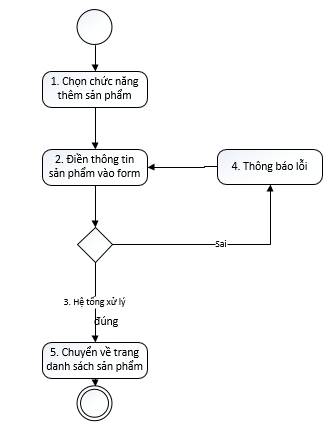 1. Chọn chức năng
thêm sản phẩm
2. Điền thông tin
sản phẩm vào form
4. Thông báo lỗi
Sai
3. Hệ tống xử lý
đúng
5. Chuyển về trang
danh sách sản phẩm